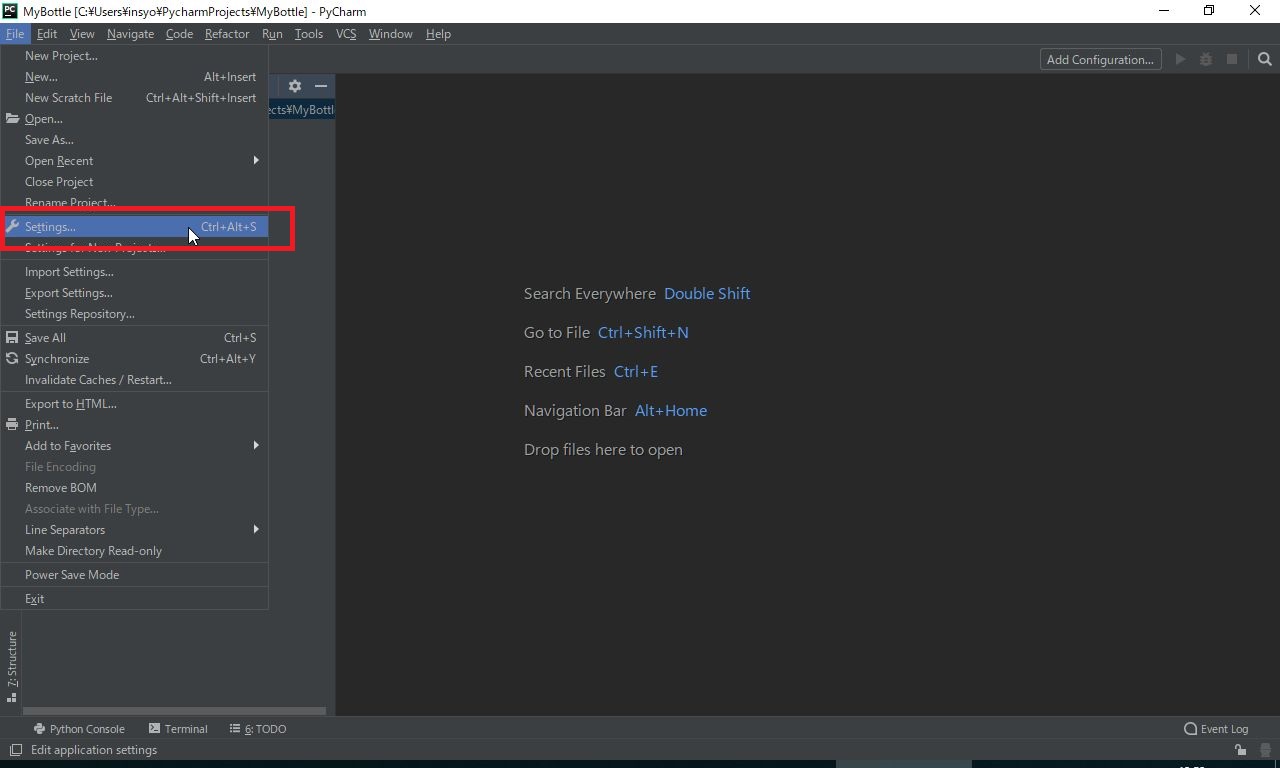 PC MyBottle [C:¥Users¥insyo¥PycharmProjects¥MyBottle] - PyCharm
File Edit View Navigate Code Refactor Run Tools VCS Window Help
Add Configuration...
New Project...
New... Alt+Insert
New Scratch File Ctrl+Alt+Shift+Insert
ects¥MyBottl
Open...
Save As...
Open Recent
Close Project
Rename Project...
Settings... Ctrl+Alt+S
Settings for New Projects...
Import Settings...
Export Settings...
Settings Repository...
Save All Ctrl+S
Synchronize Ctrl+Alt+Y
Invalidate Caches / Restart...
Export to HTML...
Print...
Add to Favorites
File Encoding
Remove BOM
Associate with File Type...
Line Separators
Make Directory Read-only
Power Save Mode
Exit
Search Everywhere Double Shift
Go to File Ctrl+Shift+N
Recent Files Ctrl+E
Navigation Bar Alt+Home
Drop files here to open
7: Structure
Python Console Terminal 6: TODO Event Log
Edit application settings